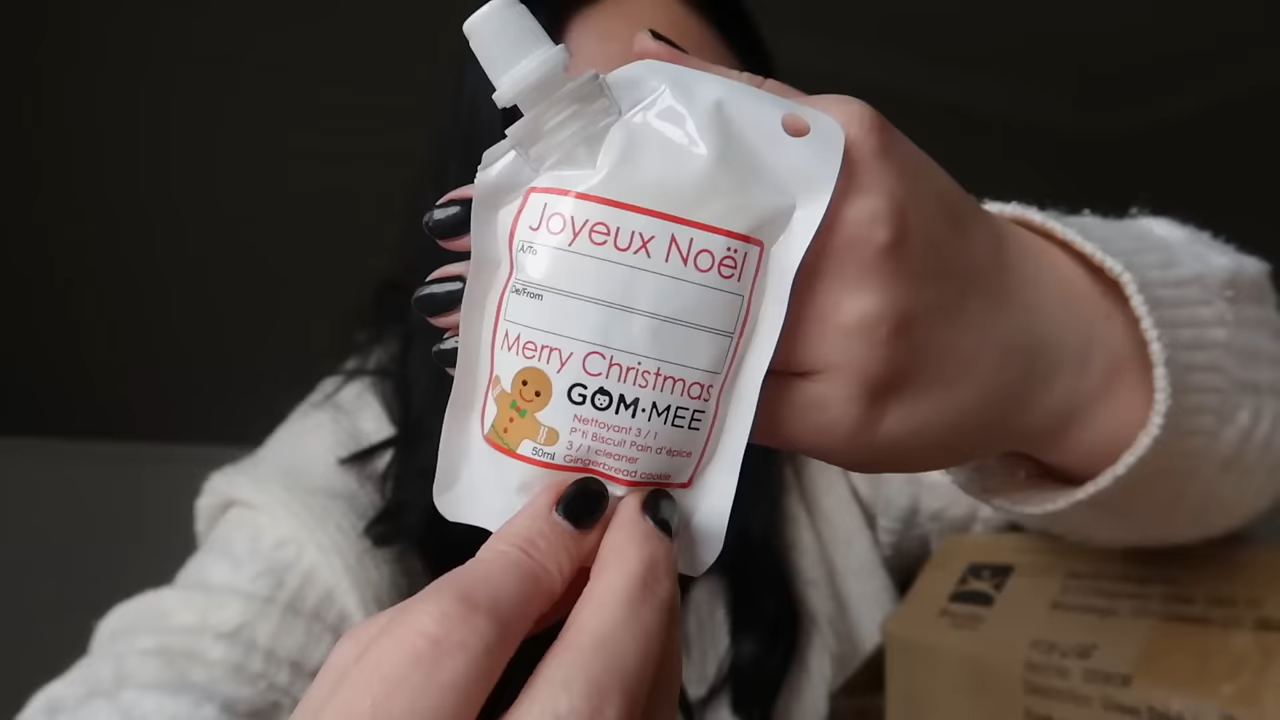 Joyeux Noël
À/To
De/From
Merry Christmas
GOM·MEE
Nettoyant 3/1
P'ti Biscuit Pain d'épice
3/1 cleaner
50ml
Gingerbread cookie